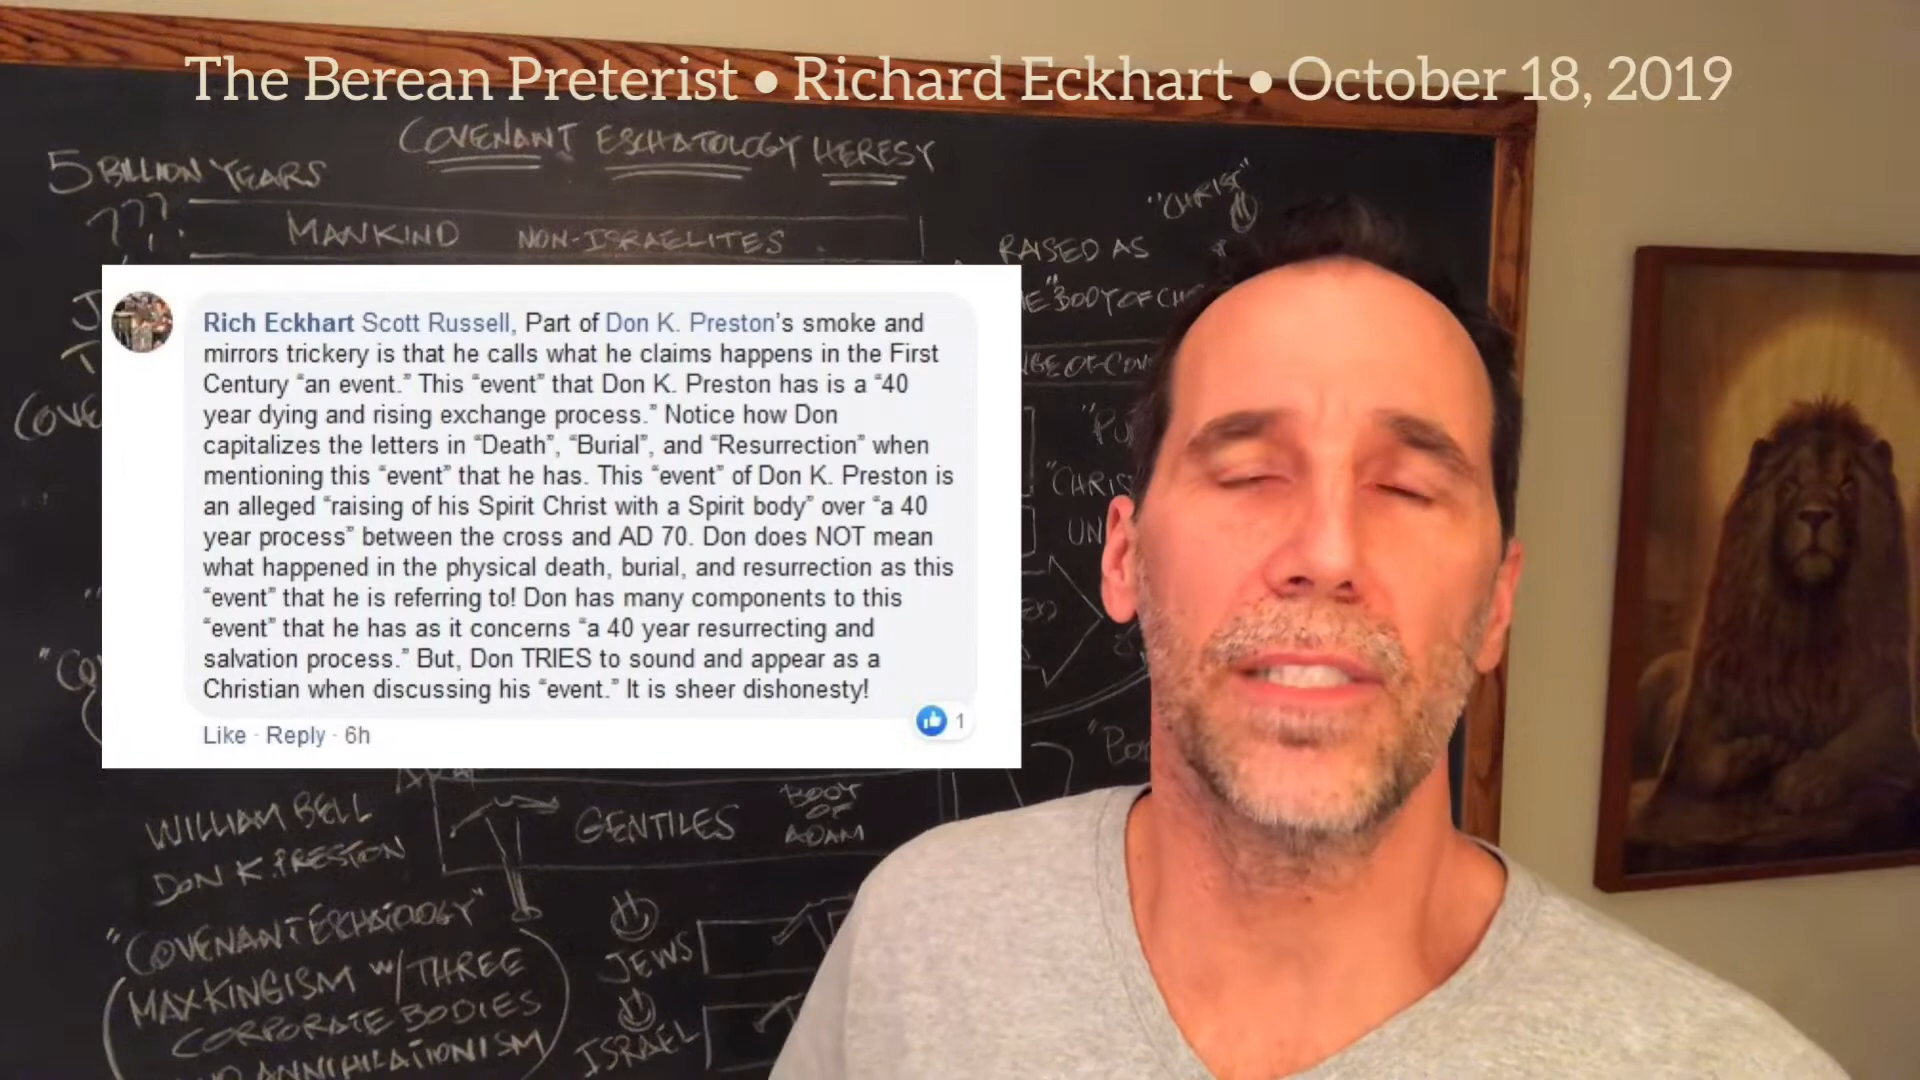 The Berean Preterist • Richard Eckhart • October 18, 2019
COVENANT ESCHATOLOGY HERESY
5 BILLION YEARS
???
MANKIND NON-ISRAELITES
"CHRIST"
RAISED AS
"BODY OF
Rich Eckhart Scott Russell, Part of Don K. Preston's smoke and
mirrors trickery is that he calls what he claims happens in the First
Century “an event.” This “event” that Don K. Preston has is a “40
year dying and rising exchange process.” Notice how Don
capitalizes the letters in “Death”, “Burial”, and “Resurrection” when
mentioning this “event” that he has. This “event” of Don K. Preston is
an alleged “raising of his Spirit Christ with a Spirit body” over “a 40
year process” between the cross and AD 70. Don does NOT mean
what happened in the physical death, burial, and resurrection as this
“event” that he is referring to! Don has many components to this
“event” that he has as it concerns “a 40 year resurrecting and
salvation process.” But, Don TRIES to sound and appear as a
Christian when discussing his “event.” It is sheer dishonesty!
Like · Reply · 6h
1
WILLIAM BELL
DON K. PRESTON
GENTILES
BODY
OF
ADAM
"COVENANT ESCHATOLOGY"
(MAXKINGISM W/THREE
CORPORATE BODIES
ANNIHILATIONISM)
JEWS
ISRAEL